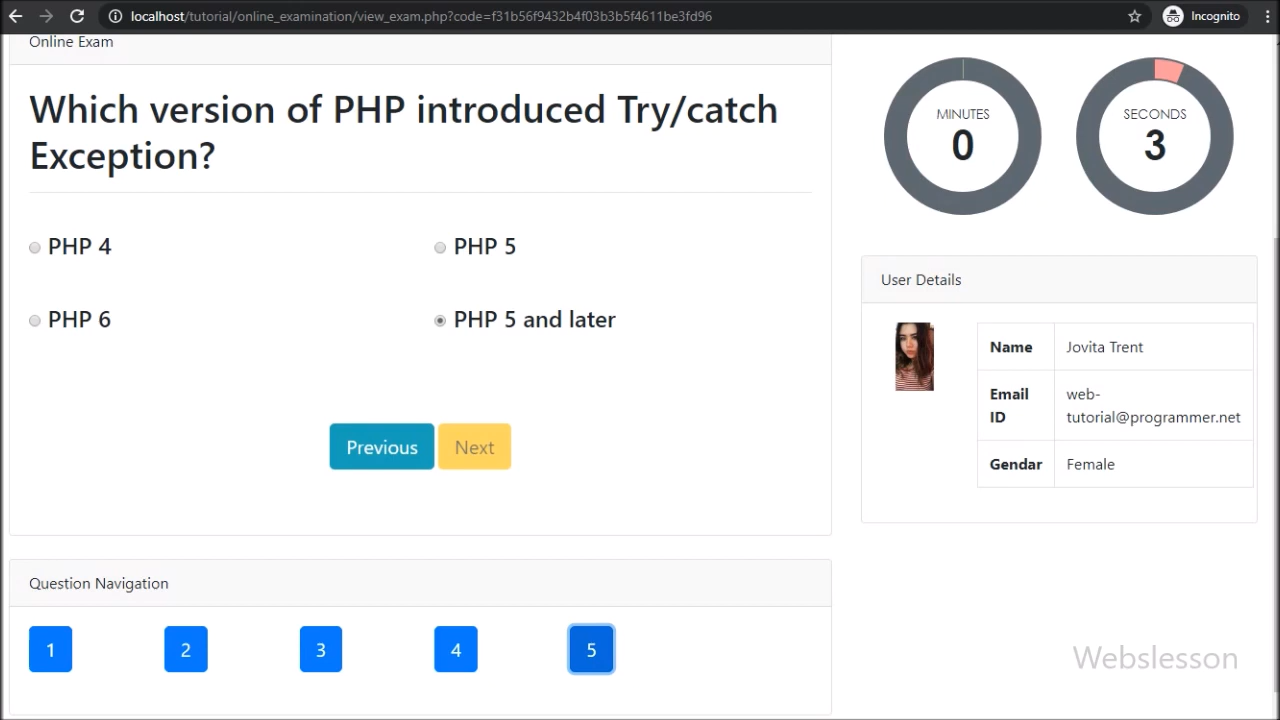 localhost/tutorial/online_examination/view_exam.php?code=f31b56f9432b4f03b3b5f4611be3fd96
Incognito
Online Exam
Which version of PHP introduced Try/catch
Exception?
PHP 4
PHP 5
PHP 6
PHP 5 and later
Previous
Next
Question Navigation
1
2
3
4
5
MINUTES
0
SECONDS
3
User Details
Name
Jovita Trent
Email
ID
web-
tutorial@programmer.net
Gendar
Female
Webslesson